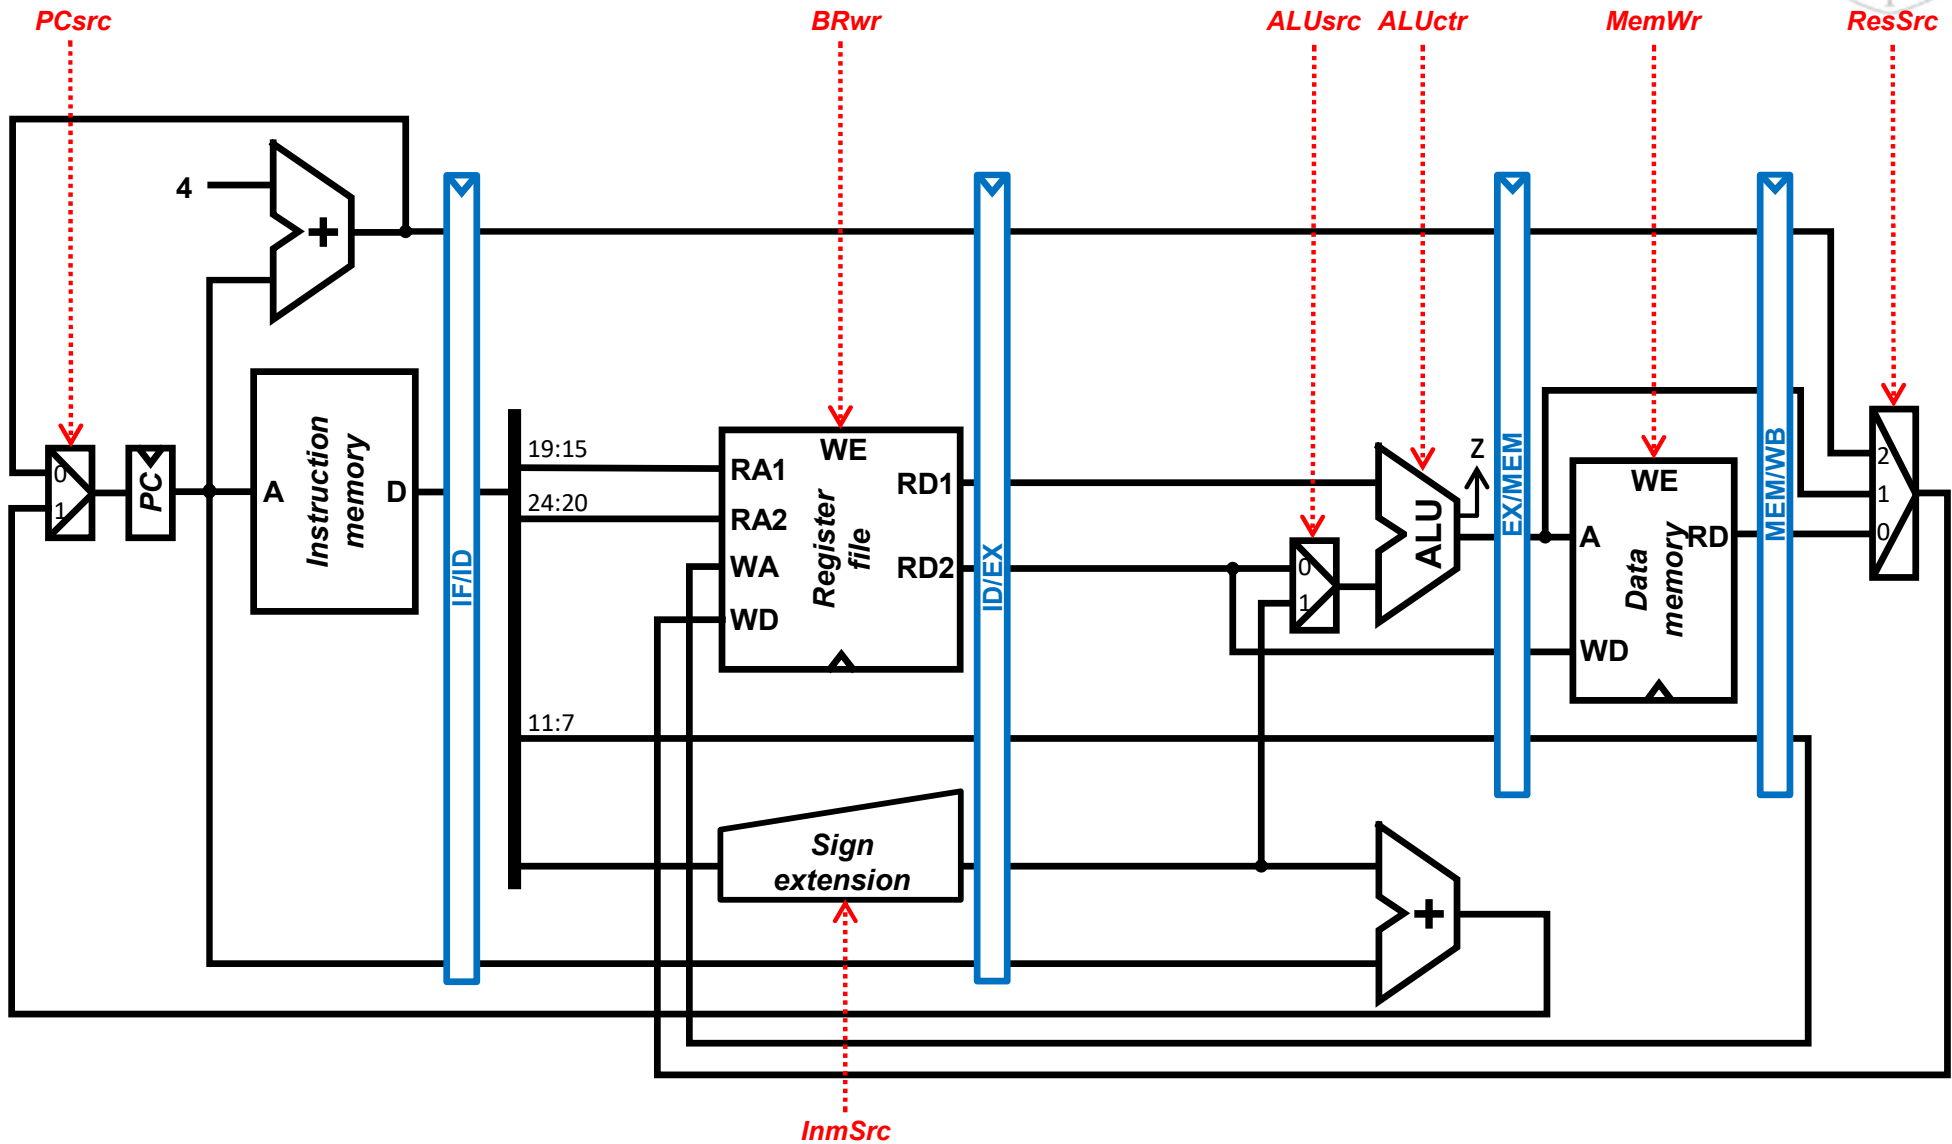 PCsrc
BRwr
ALUsrc
ALUctr
MemWr
ResSrc
4
+
0
1
PC
A
Instruction
memory
D
IF/ID
19:15
24:20
11:7
WE
RA1
RA2
WA
WD
Register
file
RD1
RD2
Sign
extension
InmSrc
ID/EX
0
1
ALU
Z
+
EX/MEM
WE
A
Data
memory
RD
WD
MEM/WB
2
1
0